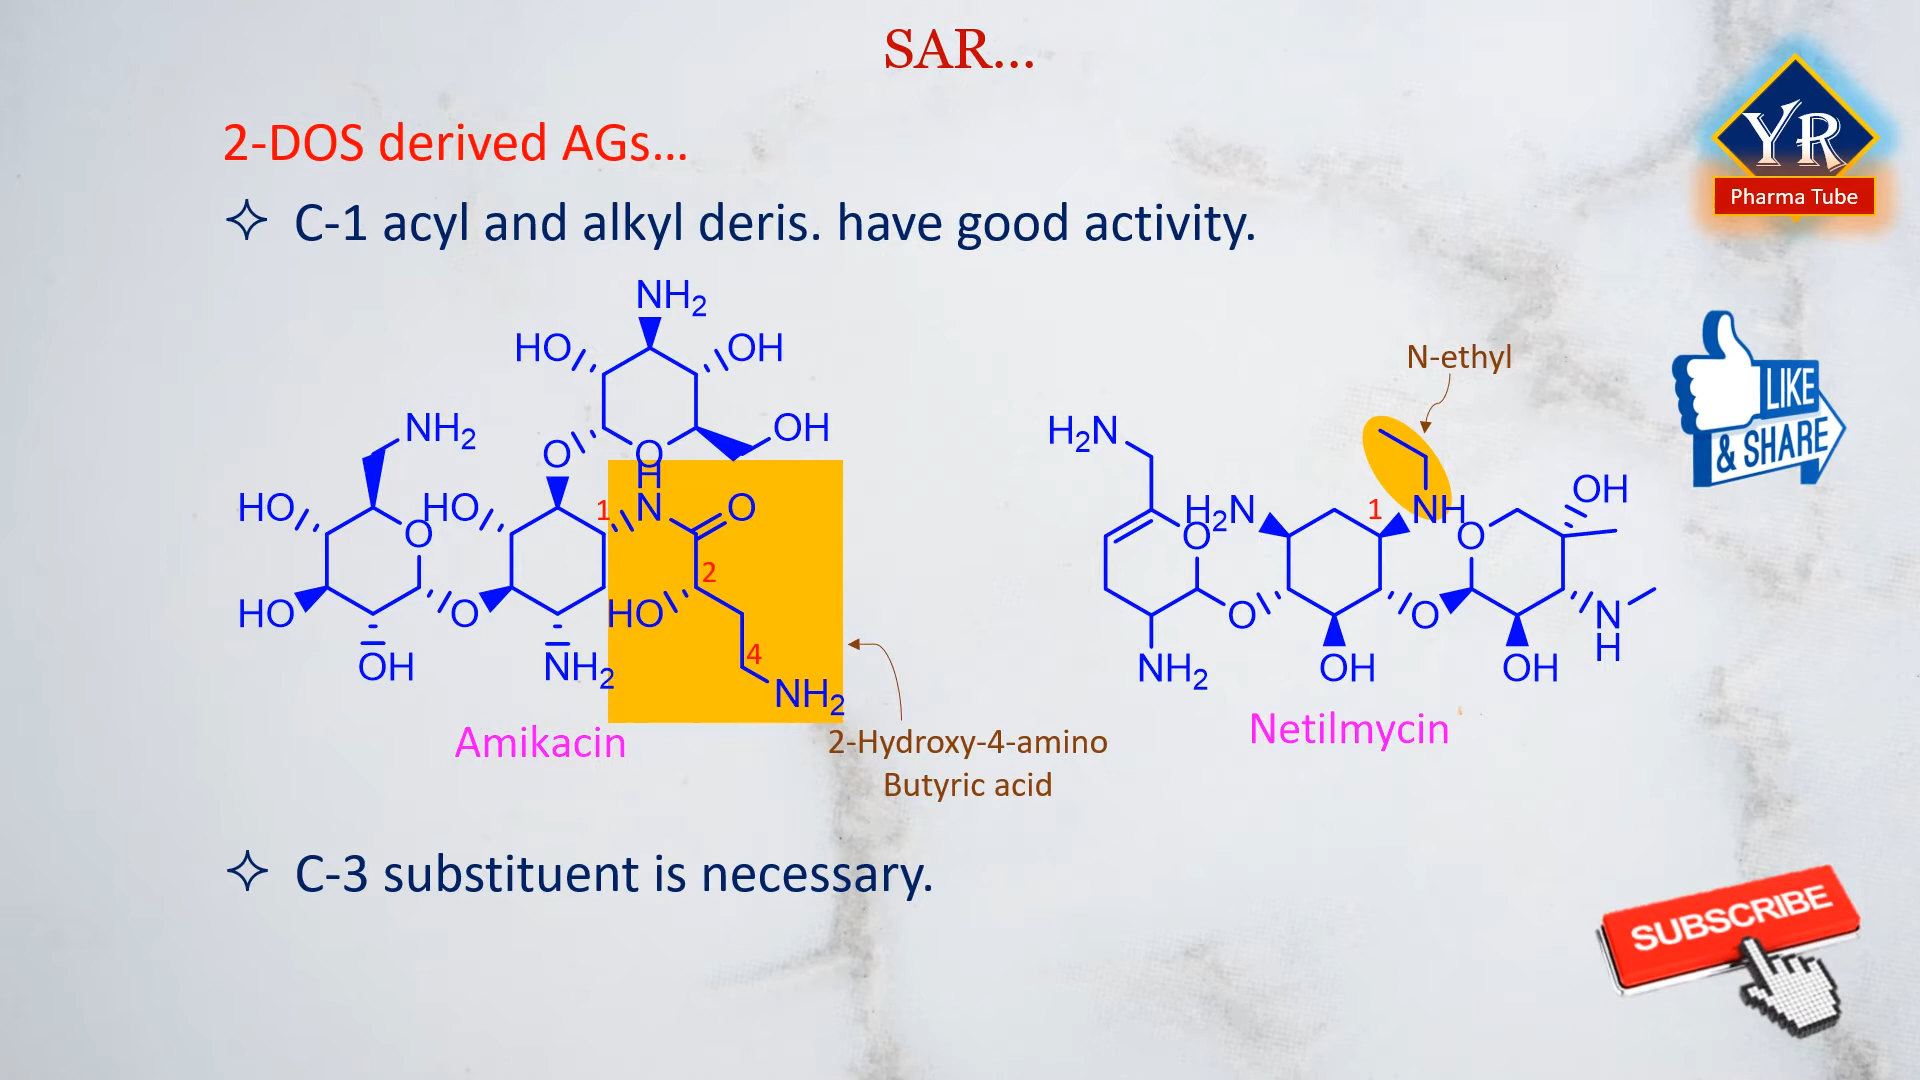 SAR...
YR
Pharma Tube
2-DOS derived AGs...
✧ C-1 acyl and alkyl deris. have good activity.
NH2
HO
OH
N-ethyl
LIKE
& SHARE
NH2
O
O
OH
H2N
H
HO
HO
O
1
N
O
H2N
O
1
NH
O
OH
2
HO
O
HO
O
O
N
H
4
OH
NH2
NH2
NH2
OH
OH
Amikacin
Netilmycin
2-Hydroxy-4-amino
Butyric acid
✧ C-3 substituent is necessary.
SUBSCRIBE